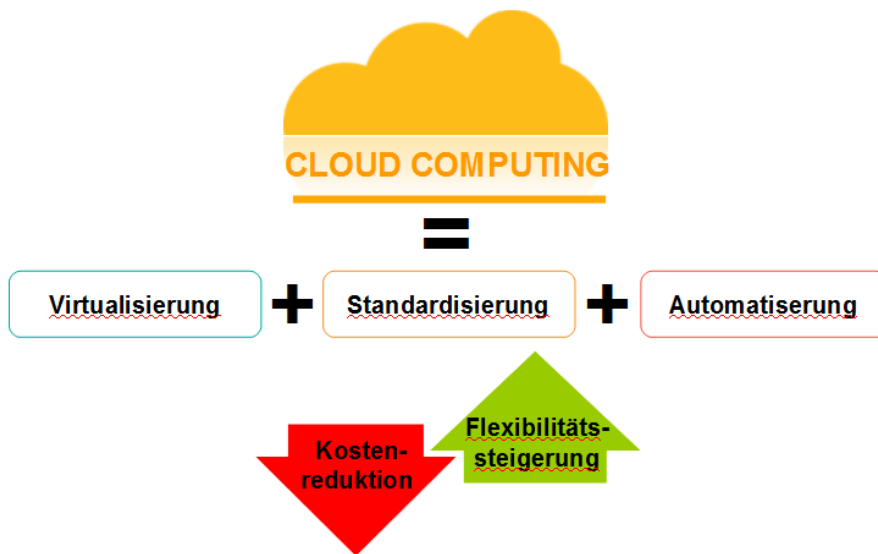 CLOUD COMPUTING
=
Virtualisierung + Standardisierung + Automatiserung
Flexibilitäts-
steigerung
Kosten-
reduktion